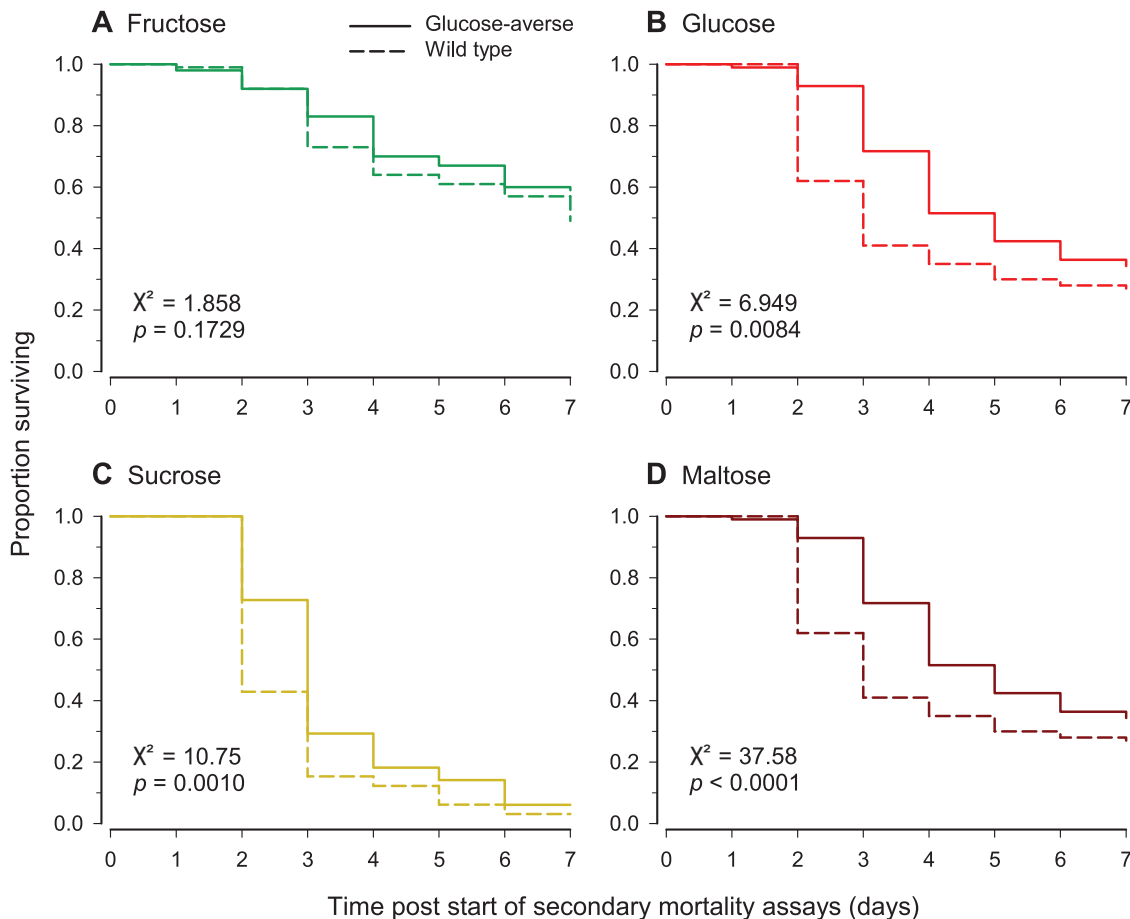 A Fructose
Glucose-averse
Wild type
B Glucose
1.0
0.8
0.6
0.4
0.2
0.0
χ² = 1.858
p = 0.1729
0 1 2 3 4 5 6 7
1.0
0.8
0.6
0.4
0.2
0.0
χ² = 6.949
p = 0.0084
0 1 2 3 4 5 6 7
Proportion surviving
C Sucrose
1.0
0.8
0.6
0.4
0.2
0.0
χ² = 10.75
p = 0.0010
0 1 2 3 4 5 6 7
D Maltose
1.0
0.8
0.6
0.4
0.2
0.0
χ² = 37.58
p < 0.0001
0 1 2 3 4 5 6 7
Time post start of secondary mortality assays (days)